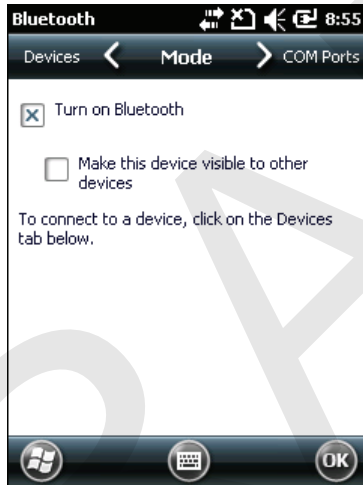 Bluetooth 8:55
Devices Mode COM Ports
Turn on Bluetooth
Make this device visible to other
devices
To connect to a device, click on the Devices
tab below.
OK